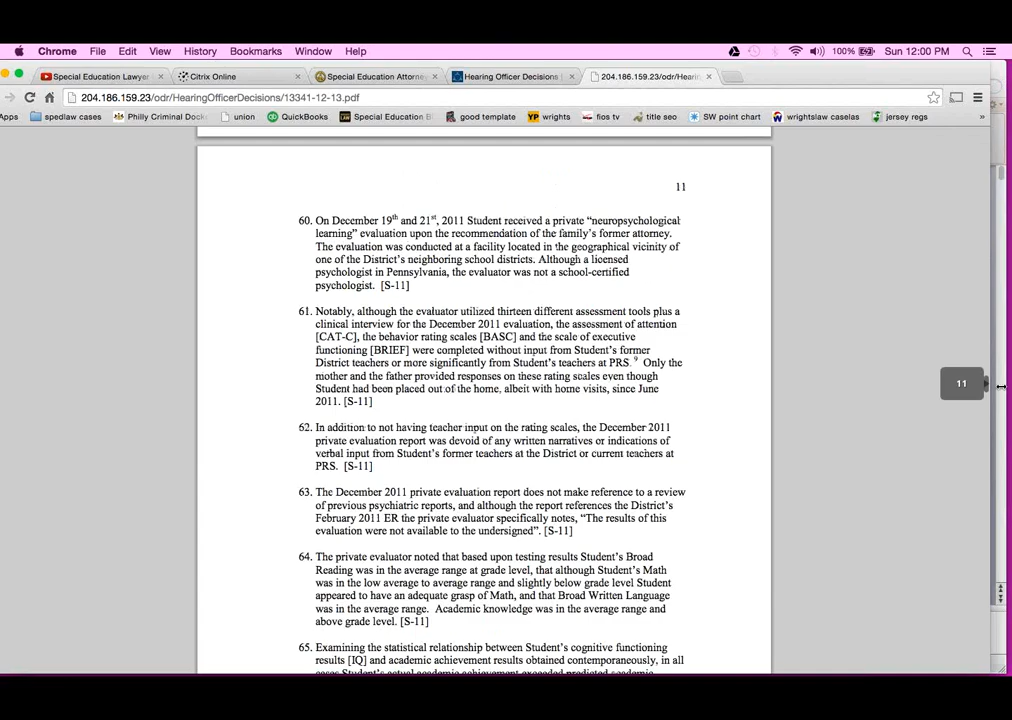 Chrome File Edit View History Bookmarks Window Help 100% Sun 12:00 PM
Special Education Lawyer Citrix Online Special Education Attorne Hearing Officer Decisions 204.186.159.23/odr/Hearin
204.186.159.23/odr/HearingOfficerDecisions/13341-12-13.pdf
Apps spedlaw cases Philly Criminal Dock union QuickBooks Special Education B good template YP wrights fios tv title seo SW point chart wrightslaw caselas jersey regs »
11
60. On December 19th and 21st, 2011 Student received a private “neuropsychological
learning” evaluation upon the recommendation of the family’s former attorney.
The evaluation was conducted at a facility located in the geographical vicinity of
one of the District’s neighboring school districts. Although a licensed
psychologist in Pennsylvania, the evaluator was not a school-certified
psychologist. [S-11]
61. Notably, although the evaluator utilized thirteen different assessment tools plus a
clinical interview for the December 2011 evaluation, the assessment of attention
[CAT-C], the behavior rating scales [BASC] and the scale of executive
functioning [BRIEF] were completed without input from Student’s former
District teachers or more significantly from Student’s teachers at PRS. 9 Only the
mother and the father provided responses on these rating scales even though
Student had been placed out of the home, albeit with home visits, since June
2011. [S-11]
11
62. In addition to not having teacher input on the rating scales, the December 2011
private evaluation report was devoid of any written narratives or indications of
verbal input from Student’s former teachers at the District or current teachers at
PRS. [S-11]
63. The December 2011 private evaluation report does not make reference to a review
of previous psychiatric reports, and although the report references the District’s
February 2011 ER the private evaluator specifically notes, “The results of this
evaluation were not available to the undersigned”. [S-11]
64. The private evaluator noted that based upon testing results Student’s Broad
Reading was in the average range at grade level, that although Student’s Math
was in the low average to average range and slightly below grade level Student
appeared to have an adequate grasp of Math, and that Broad Written Language
was in the average range. Academic knowledge was in the average range and
above grade level. [S-11]
65. Examining the statistical relationship between Student’s cognitive functioning
results [IQ] and academic achievement results obtained contemporaneously, in all
cases Student’s actual academic achievement exceeded predicted academic